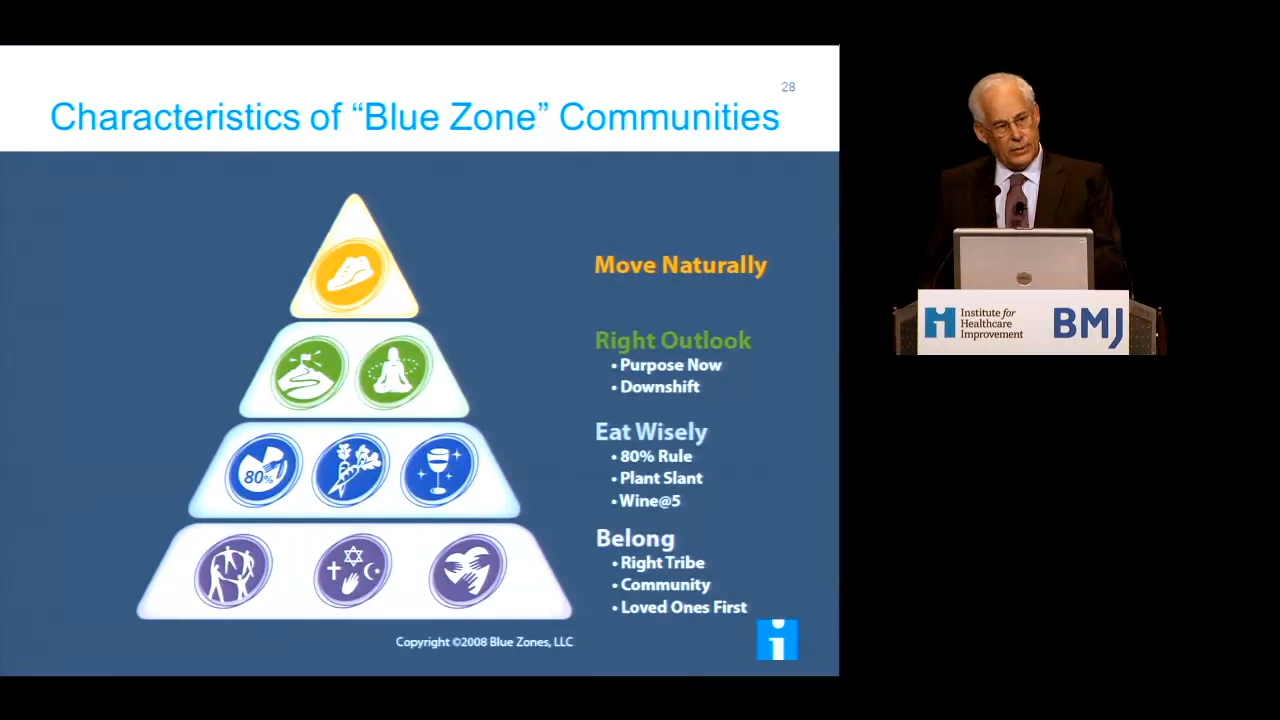 28
Characteristics of “Blue Zone” Communities
Move Naturally
Right Outlook
• Purpose Now
• Downshift
Eat Wisely
• 80% Rule
• Plant Slant
• Wine@5
80%
Belong
• Right Tribe
• Community
• Loved Ones First
Copyright ©2008 Blue Zones, LLC
i
Institute for
Healthcare
Improvement
BMJ